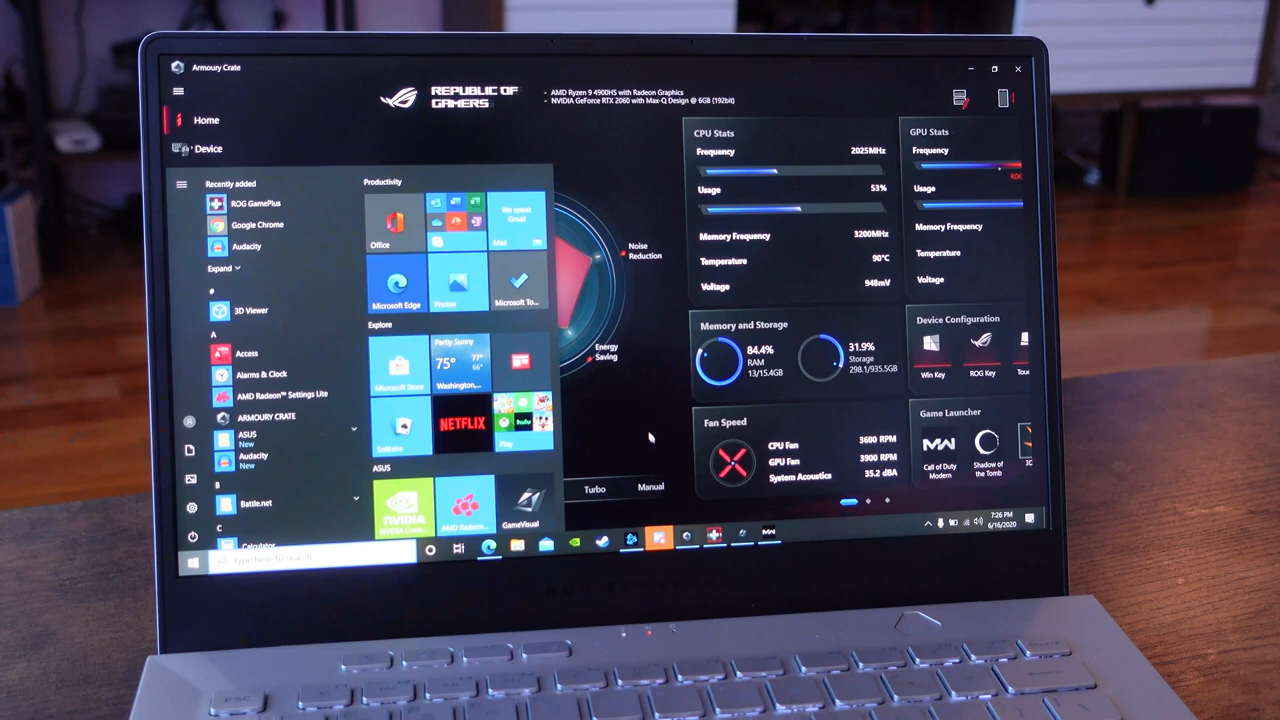 Armoury Crate
REPUBLIC OF
GAMERS
- AMD Ryzen 9 4900HS with Radeon Graphics
- NVIDIA GeForce RTX 2060 with Max-Q Design @ 6GB (192bit)
Home
Device
Recently added
ROG GamePlus
Google Chrome
Audacity
Expand
#
3D Viewer
A
Access
Alarms & Clock
AMD Radeon™ Settings Lite
ARMOURY CRATE
ASUS
New
Audacity
New
B
Battle.net
C
Calculator
Type here to search
Productivity
Office
We speak
Gmail
Mail
Microsoft Edge
Photos
Microsoft To...
Explore
Microsoft Store
Partly Sunny
75°
77°
66°
Washington,...
Solitaire
NETFLIX
hulu
Play
ASUS
NVIDIA
NVIDIA Con...
AMD Radeon...
GameVisual
Noise
Reduction
Energy
Saving
Turbo
Manual
CPU Stats
Frequency 2025MHz
Usage 53%
Memory Frequency 3200MHz
Temperature 90°C
Voltage 948mV
GPU Stats
Frequency
ROG
Usage
Memory Frequency
Temperature
Voltage
Memory and Storage
84.4%
RAM
13/15.4GB
31.9%
Storage
298.1/935.5GB
Device Configuration
Win Key
ROG Key
Fan Speed
CPU Fan 3600 RPM
GPU Fan 3900 RPM
System Acoustics 35.2 dBA
Game Launcher
Call of Duty
Modern
Shadow of
the Tomb
7:26 PM
6/16/2020
ESC